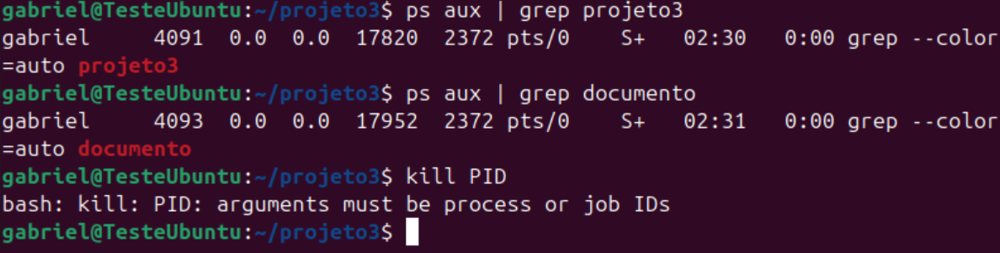 gabriel@TesteUbuntu:~/projeto3$ ps aux | grep projeto3
gabriel     4091  0.0  0.0  17820  2372 pts/0    S+   02:30   0:00 grep --color
=auto projeto3
gabriel@TesteUbuntu:~/projeto3$ ps aux | grep documento
gabriel     4093  0.0  0.0  17952  2372 pts/0    S+   02:31   0:00 grep --color
=auto documento
gabriel@TesteUbuntu:~/projeto3$ kill PID
bash: kill: PID: arguments must be process or job IDs
gabriel@TesteUbuntu:~/projeto3$